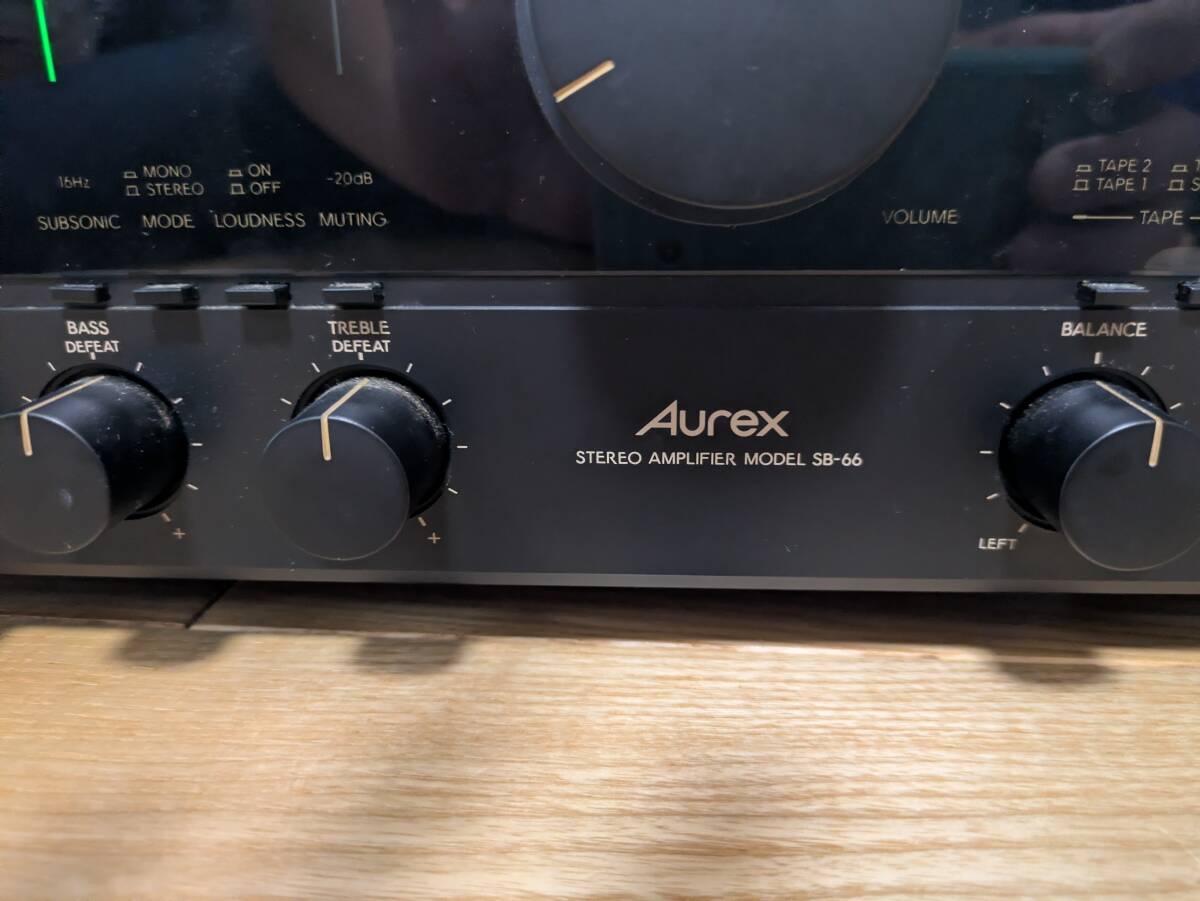 16Hz
MONO
STEREO
ON
OFF
-20dB
SUBSONIC MODE LOUDNESS MUTING
VOLUME
TAPE 2
TAPE 1
TAPE
BASS
DEFEAT
TREBLE
DEFEAT
BALANCE
Aurex
STEREO AMPLIFIER MODEL SB-66
+
+
LEFT